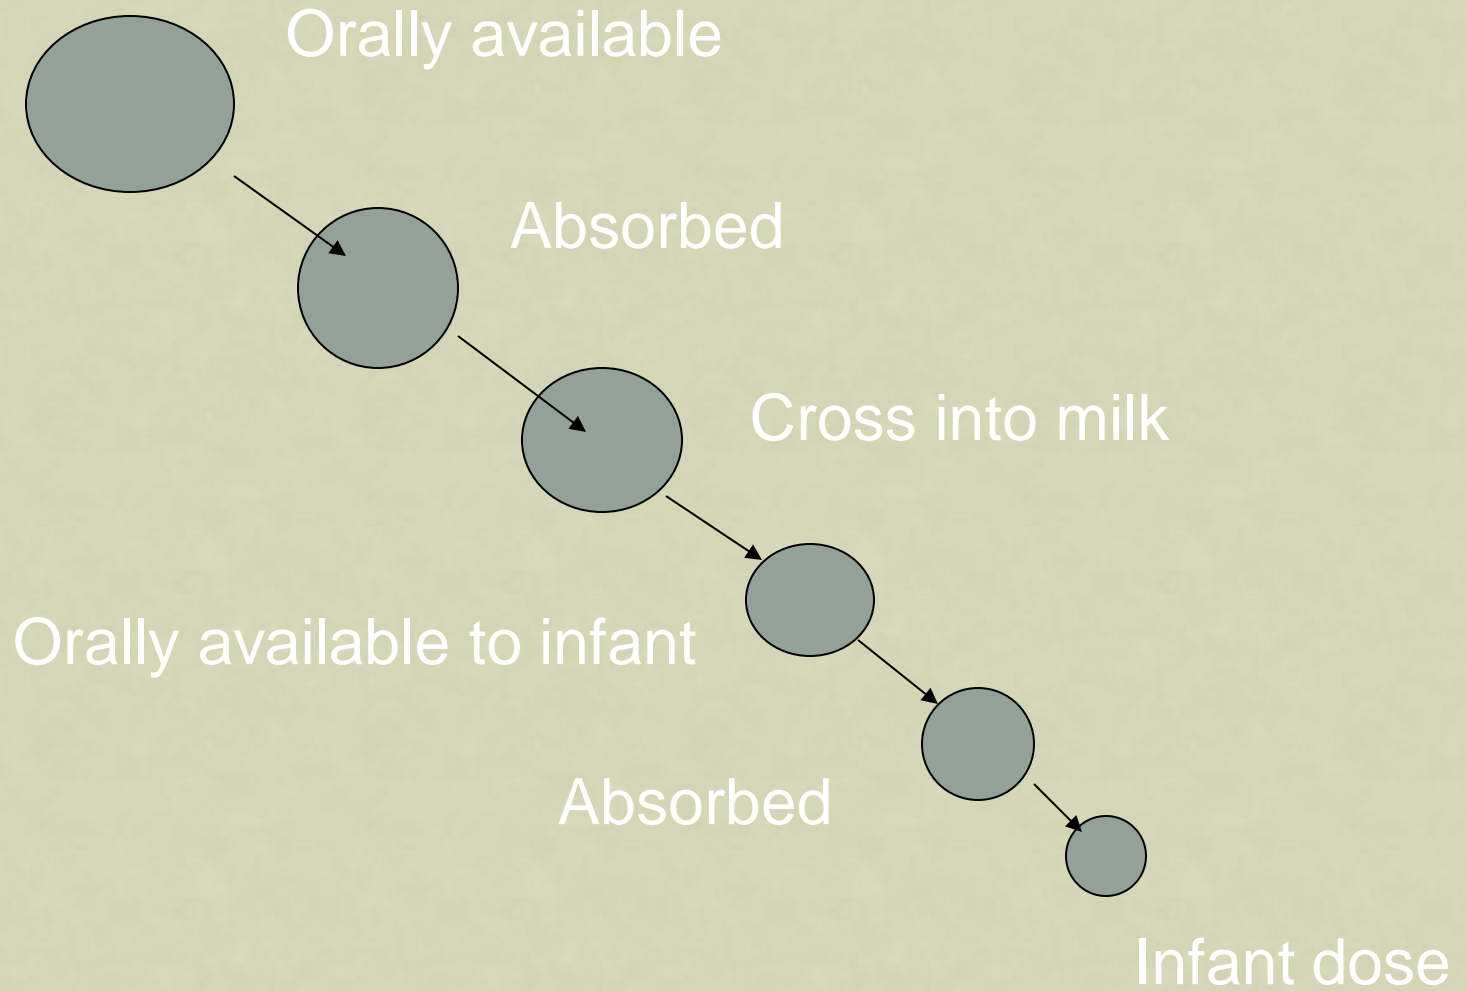 Orally available
Absorbed
Cross into milk
Orally available to infant
Absorbed
Infant dose